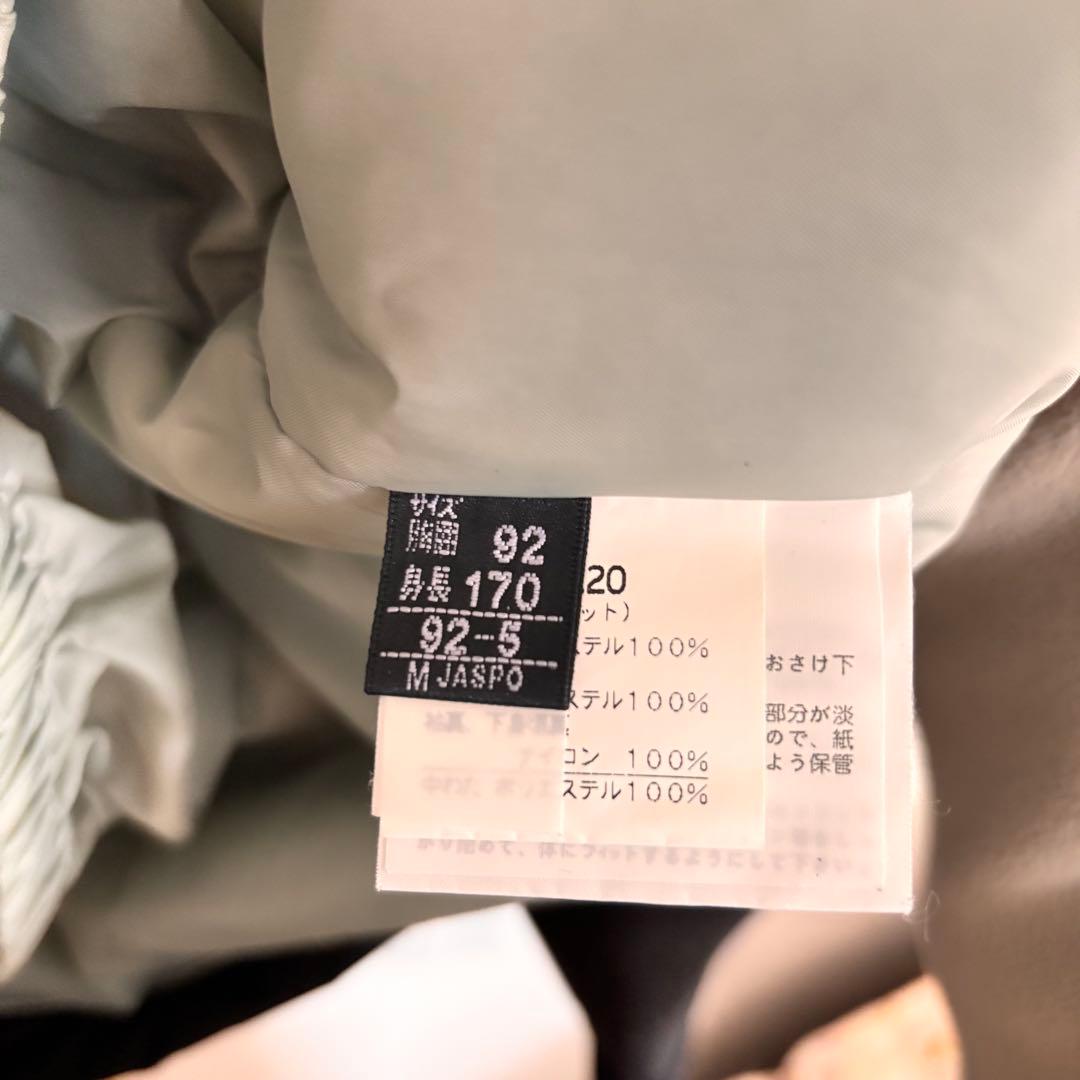 サイズ
胸囲 92
身長 170
92-5
M JASPO
20
ット)
ステル100%
ステル100%
コン 100%
ステル100%
おさけ下
部分が淡
ので、紙
よう保管